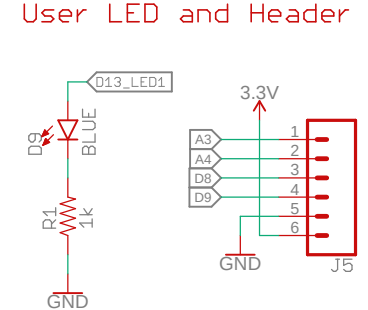 User LED and Header
D13_LED1
3.3V
D9
BLUE
A3
1
A4
2
D8
3
D9
4
5
6
R1
1k
GND
J5
GND